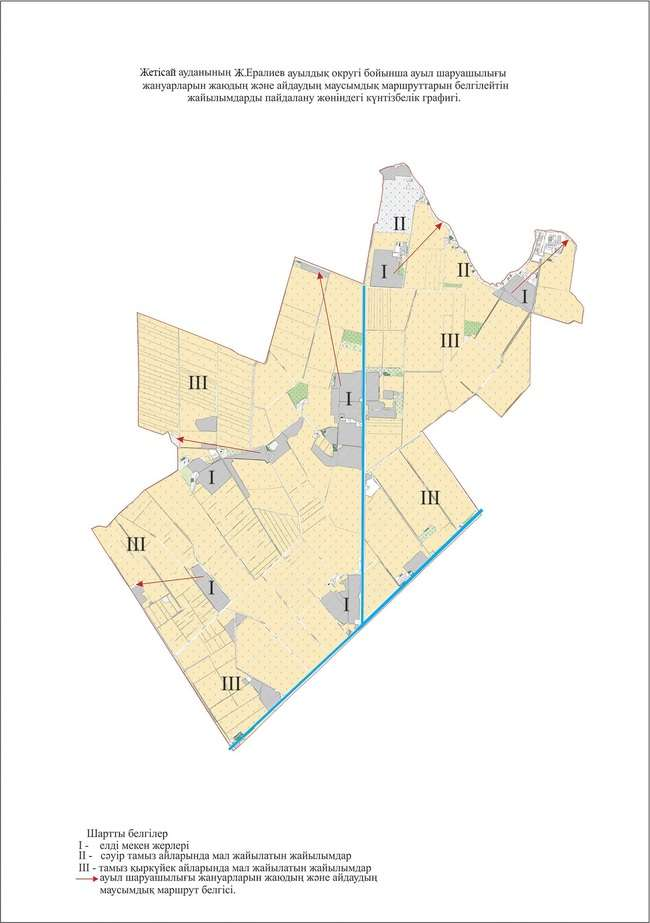 Жетісай ауданының Ж.Ералиев ауылдық округі бойынша ауыл шаруашылығы
жануарларын жаюдың және айдаудың маусымдық маршруттарын белгілейтін
жайылымдарды пайдалану жөніндегі күнтізбелік графигі.
II
I
II
I
III
III
I
I
III
III
I
I
III
Шартты белгілер
I - елді мекен жерлері
II - сәуір тамыз айларында мал жайылатын жайылымдар
III - тамыз қыркүйек айларында мал жайылатын жайылымдар
ауыл шаруашылығы жануарларын жаюдың және айдаудың
маусымдық маршрут белгісі.